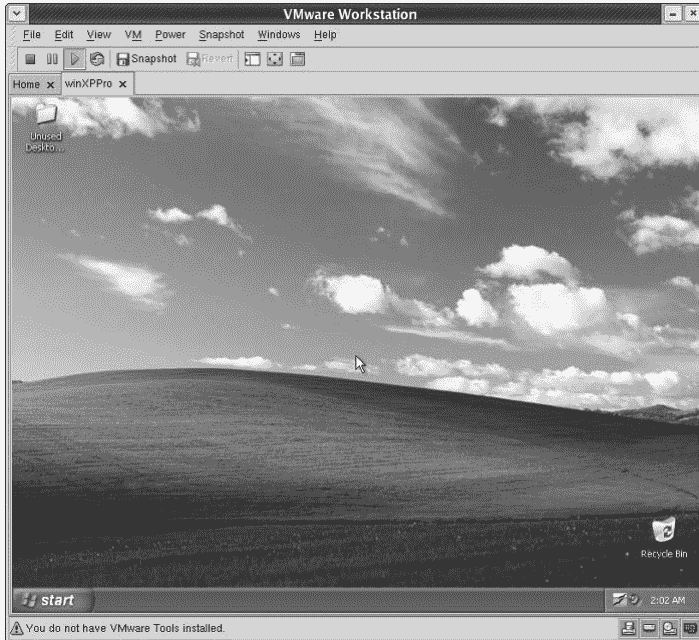 VMware Workstation
File Edit View VM Power Snapshot Windows Help
Snapshot Revert
Home winXPPro
Unused
Deskto...
Recycle Bin
start 2:02 AM
You do not have VMware Tools installed.